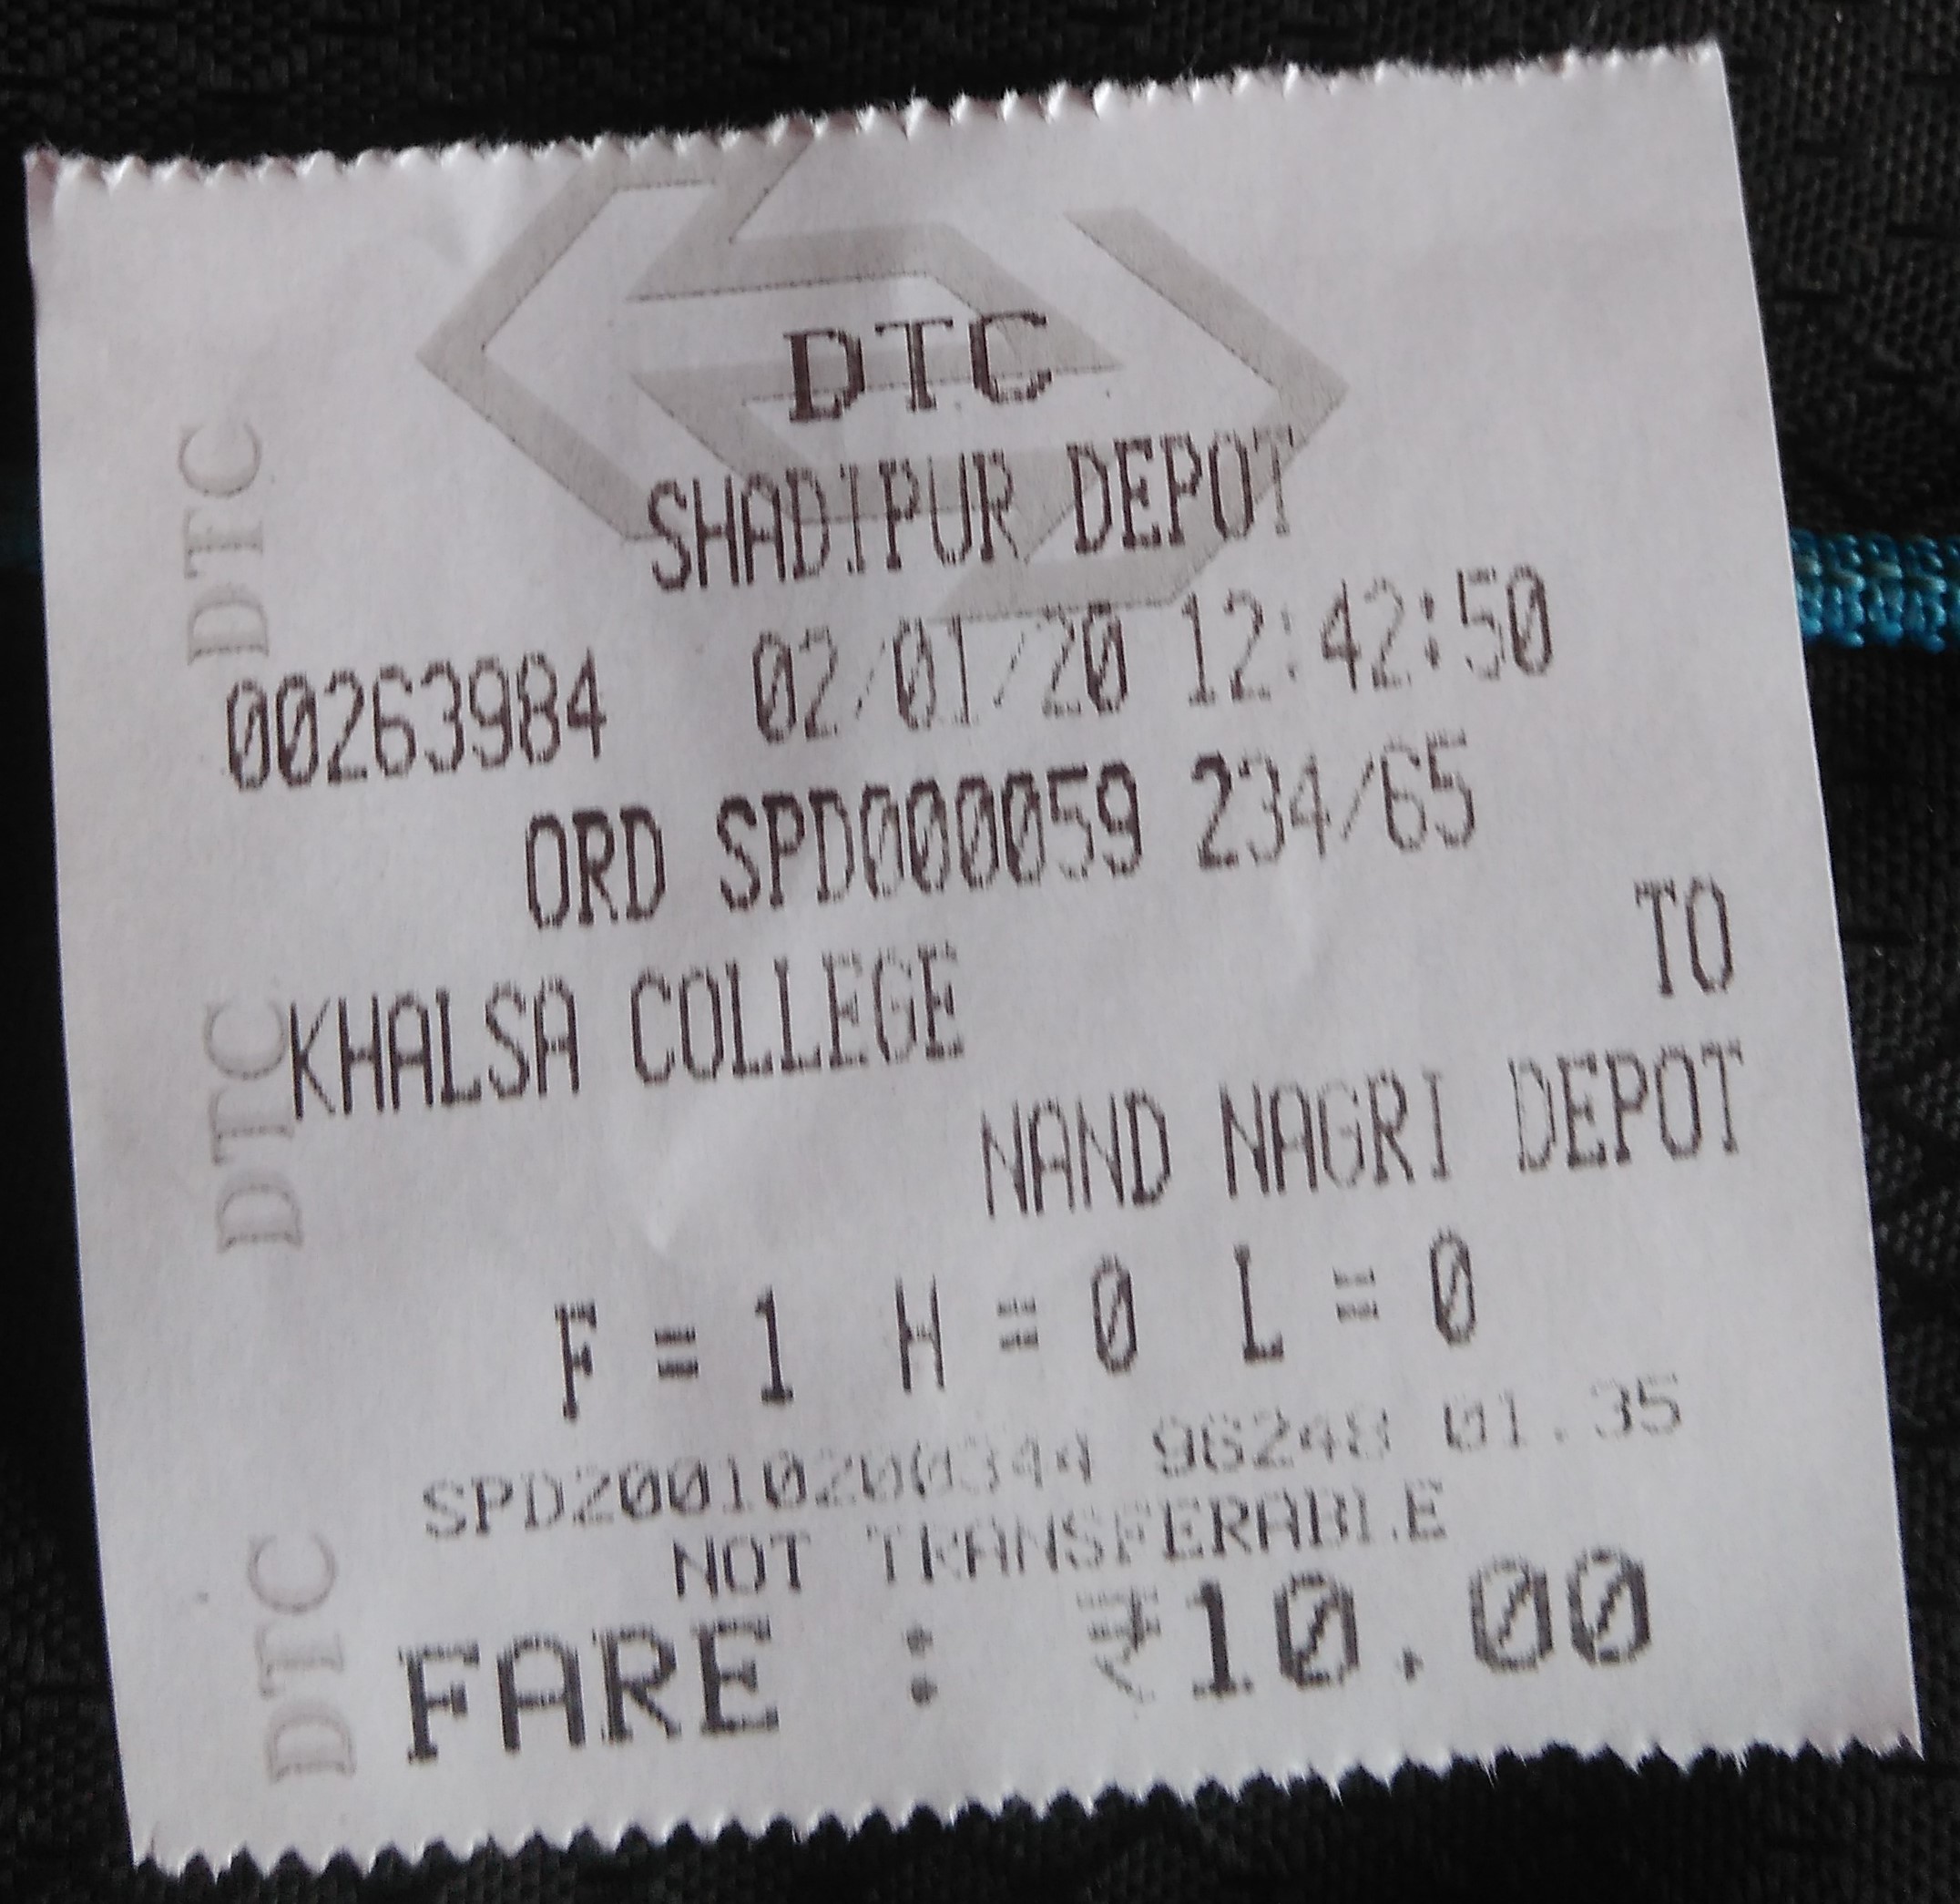 DTC
SHADIPUR DEPOT
00263984 02/01/20 12:42:50
ORD SPD000059 234/65
TO
KHALSA COLLEGE
NAND NAGRI DEPOT
F = 1 H = 0 L = 0
SPD20010200344 96248 01.35
NOT TRANSFERABLE
FARE : ₹10.00
DTC
DTC
DTC